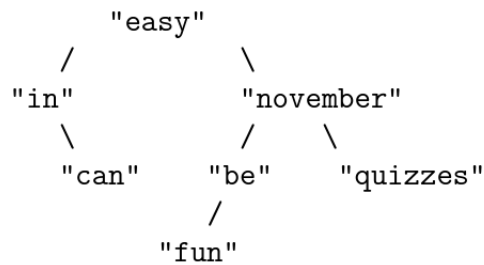 "easy"
/ \
"in" "november"
\ / \
"can" "be" "quizzes"
/
"fun"